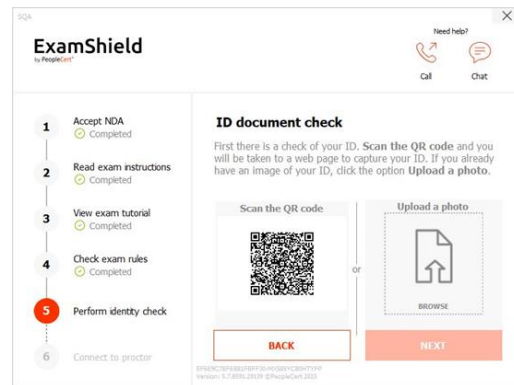 SQA
Need help?
ExamShield
by PeopleCert
Call
Chat
1
Accept NDA
Completed
2
Read exam instructions
Completed
3
View exam tutorial
Completed
4
Check exam rules
Completed
5
Perform identity check
6
Connect to proctor
ID document check
First there is a check of your ID. Scan the QR code and you
will be taken to a web page to capture your ID. If you already
have an image of your ID, click the option Upload a photo.
Scan the QR code
or
Upload a photo
BROWSE
BACK
NEXT
©PeopleCert 2023